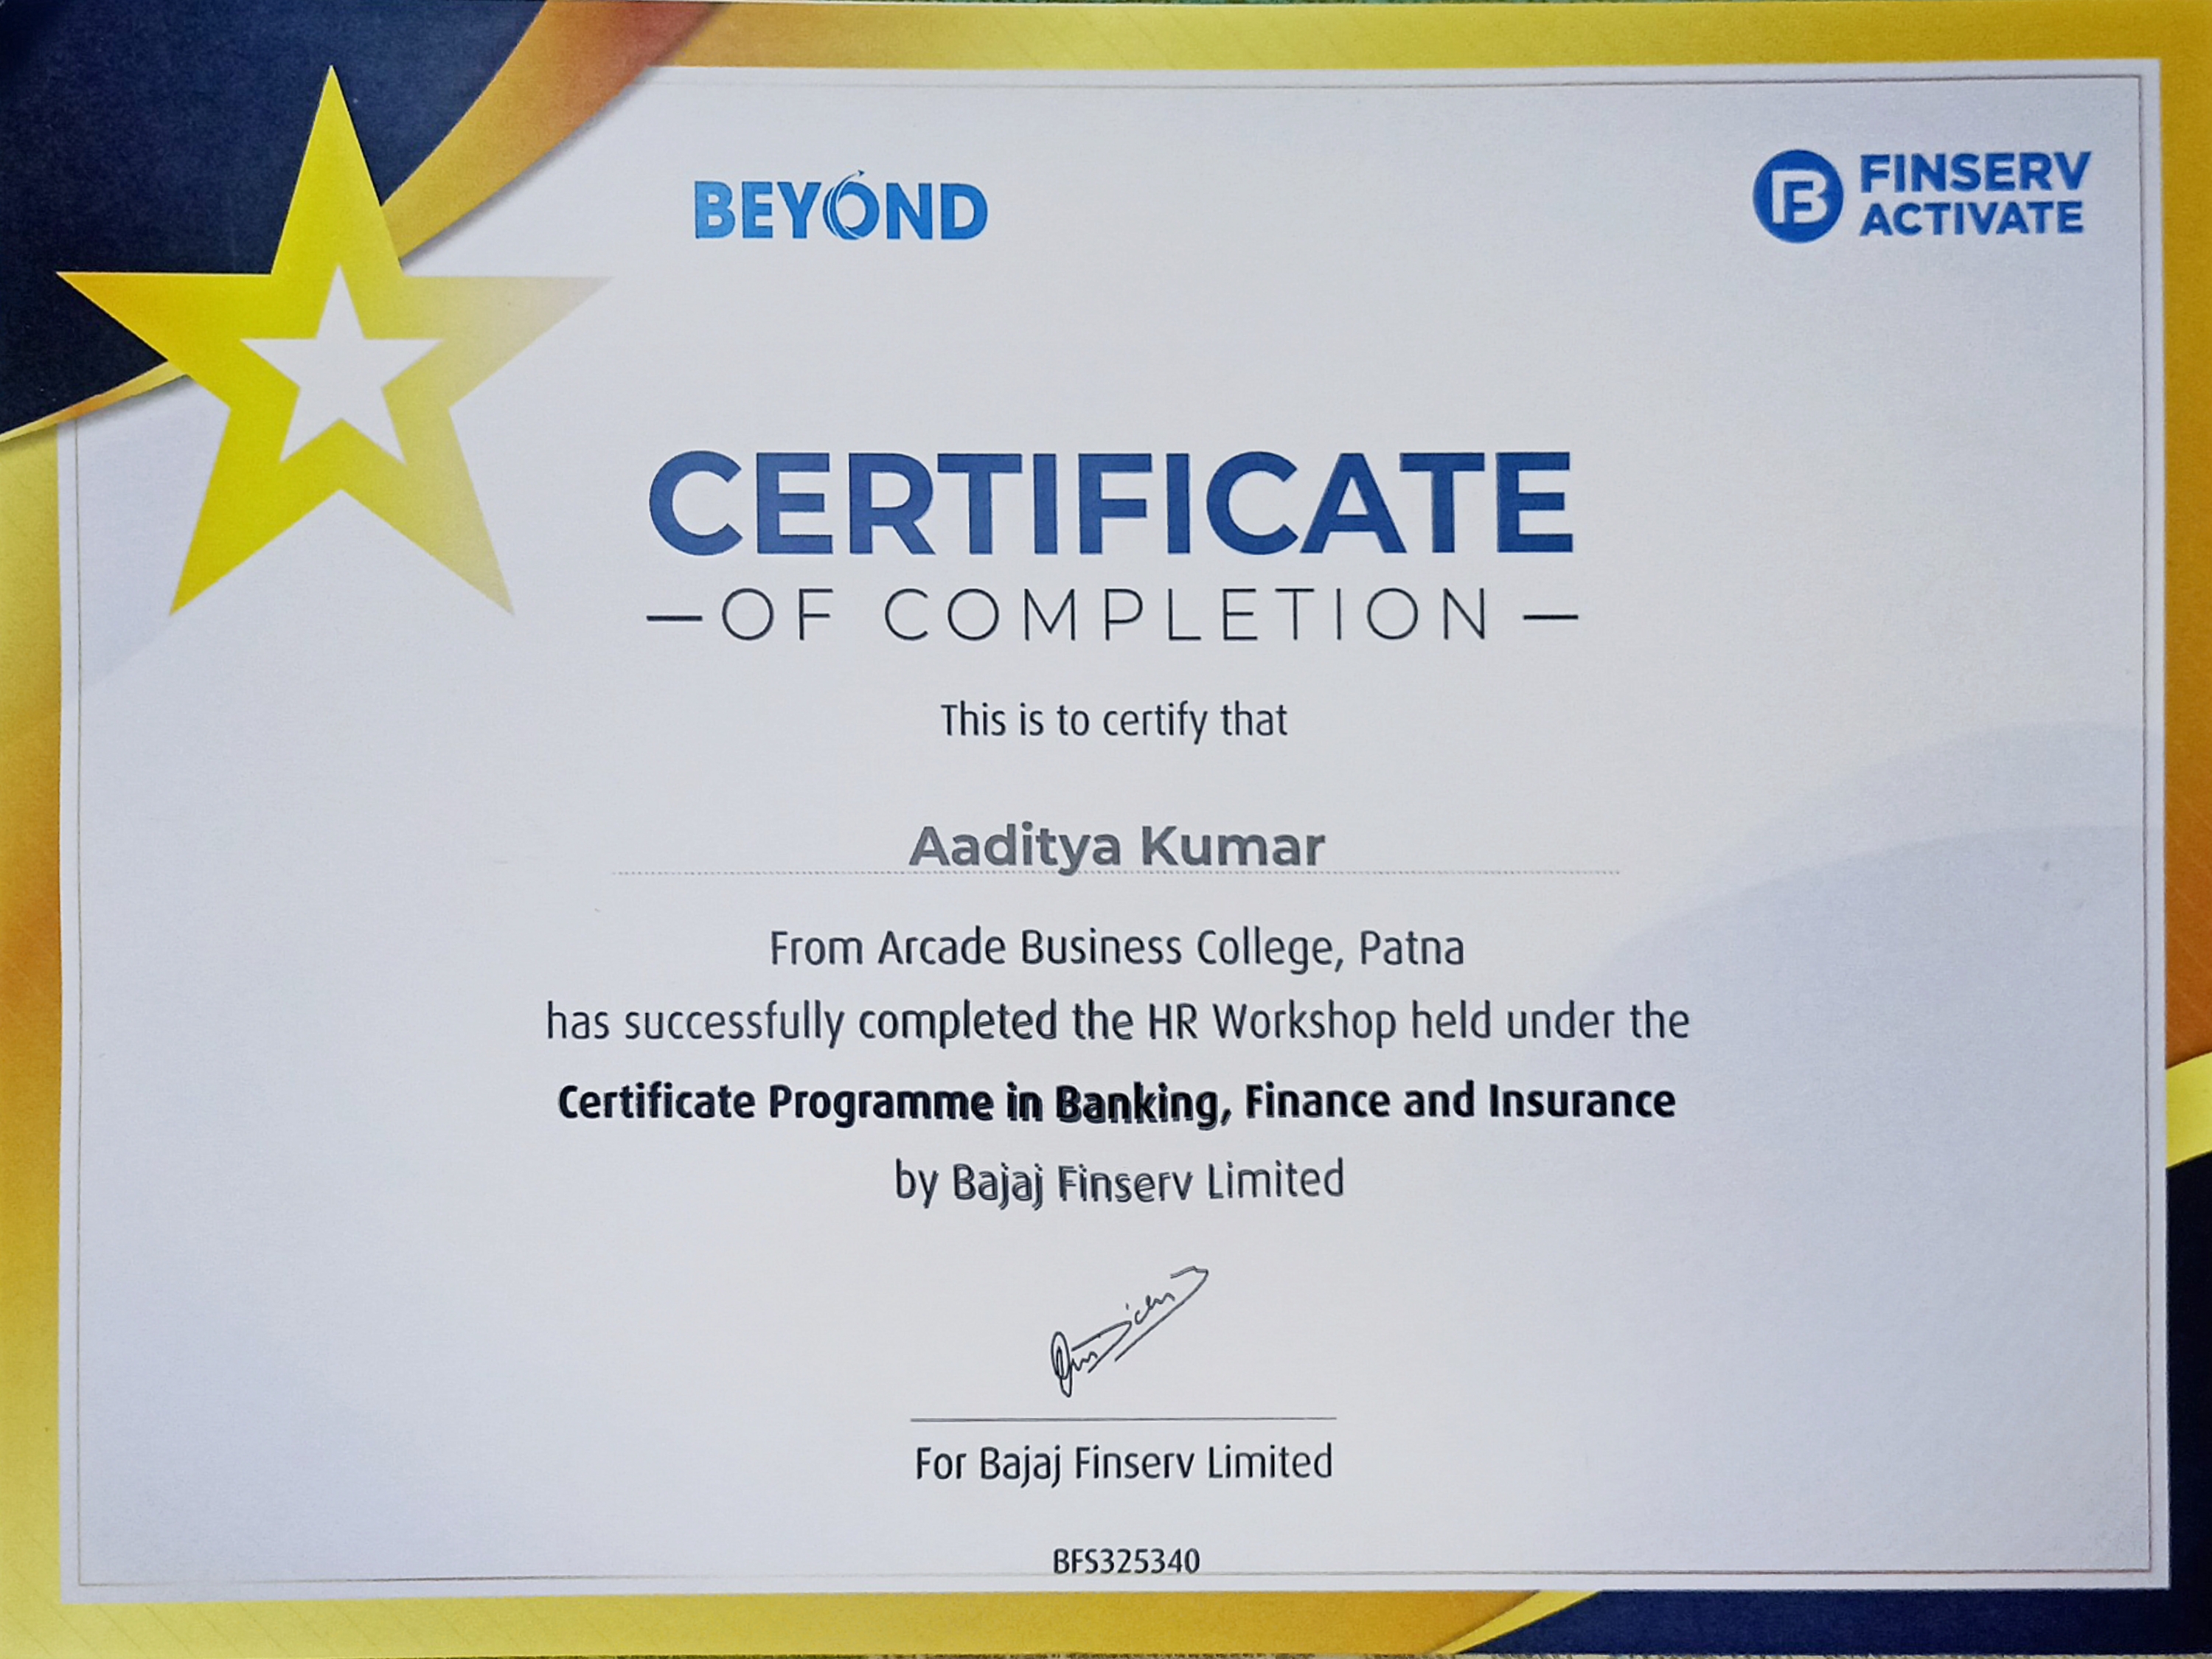 BEYOND
FINSERV
ACTIVATE
CERTIFICATE
— OF COMPLETION —
This is to certify that
Aaditya Kumar
From Arcade Business College, Patna
has successfully completed the HR Workshop held under the
Certificate Programme in Banking, Finance and Insurance
by Bajaj Finserv Limited
For Bajaj Finserv Limited
BFS325340